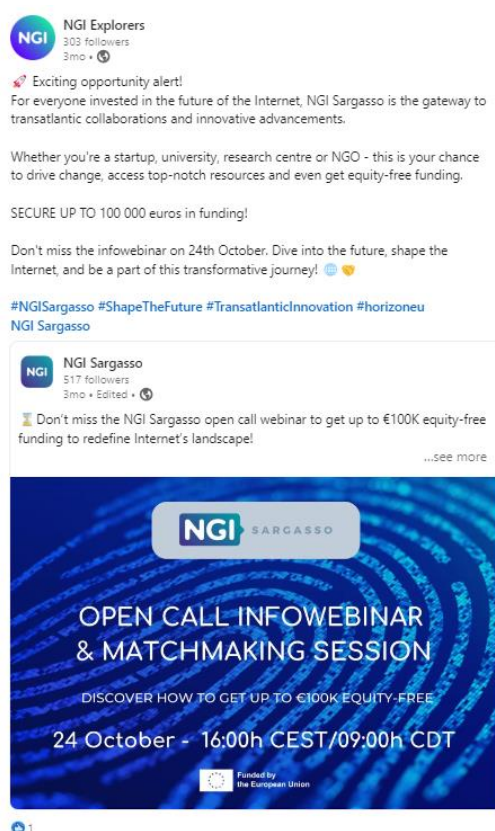 NGI
NGI Explorers
303 followers
3mo •
🚀 Exciting opportunity alert!
For everyone invested in the future of the Internet, NGI Sargasso is the gateway to
transatlantic collaborations and innovative advancements.
Whether you're a startup, university, research centre or NGO - this is your chance
to drive change, access top-notch resources and even get equity-free funding.
SECURE UP TO 100 000 euros in funding!
Don't miss the infowebinar on 24th October. Dive into the future, shape the
Internet, and be a part of this transformative journey! 🌐 🤝
#NGISargasso #ShapeTheFuture #TransatlanticInnovation #horizoneu
NGI Sargasso
NGI
NGI Sargasso
517 followers
3mo • Edited •
⏳ Don't miss the NGI Sargasso open call webinar to get up to €100K equity-free
funding to redefine Internet's landscape!
...see more
NGI SARGASSO
OPEN CALL INFOWEBINAR
& MATCHMAKING SESSION
DISCOVER HOW TO GET UP TO €100K EQUITY-FREE
24 October - 16:00h CEST/09:00h CDT
Funded by
the European Union
1